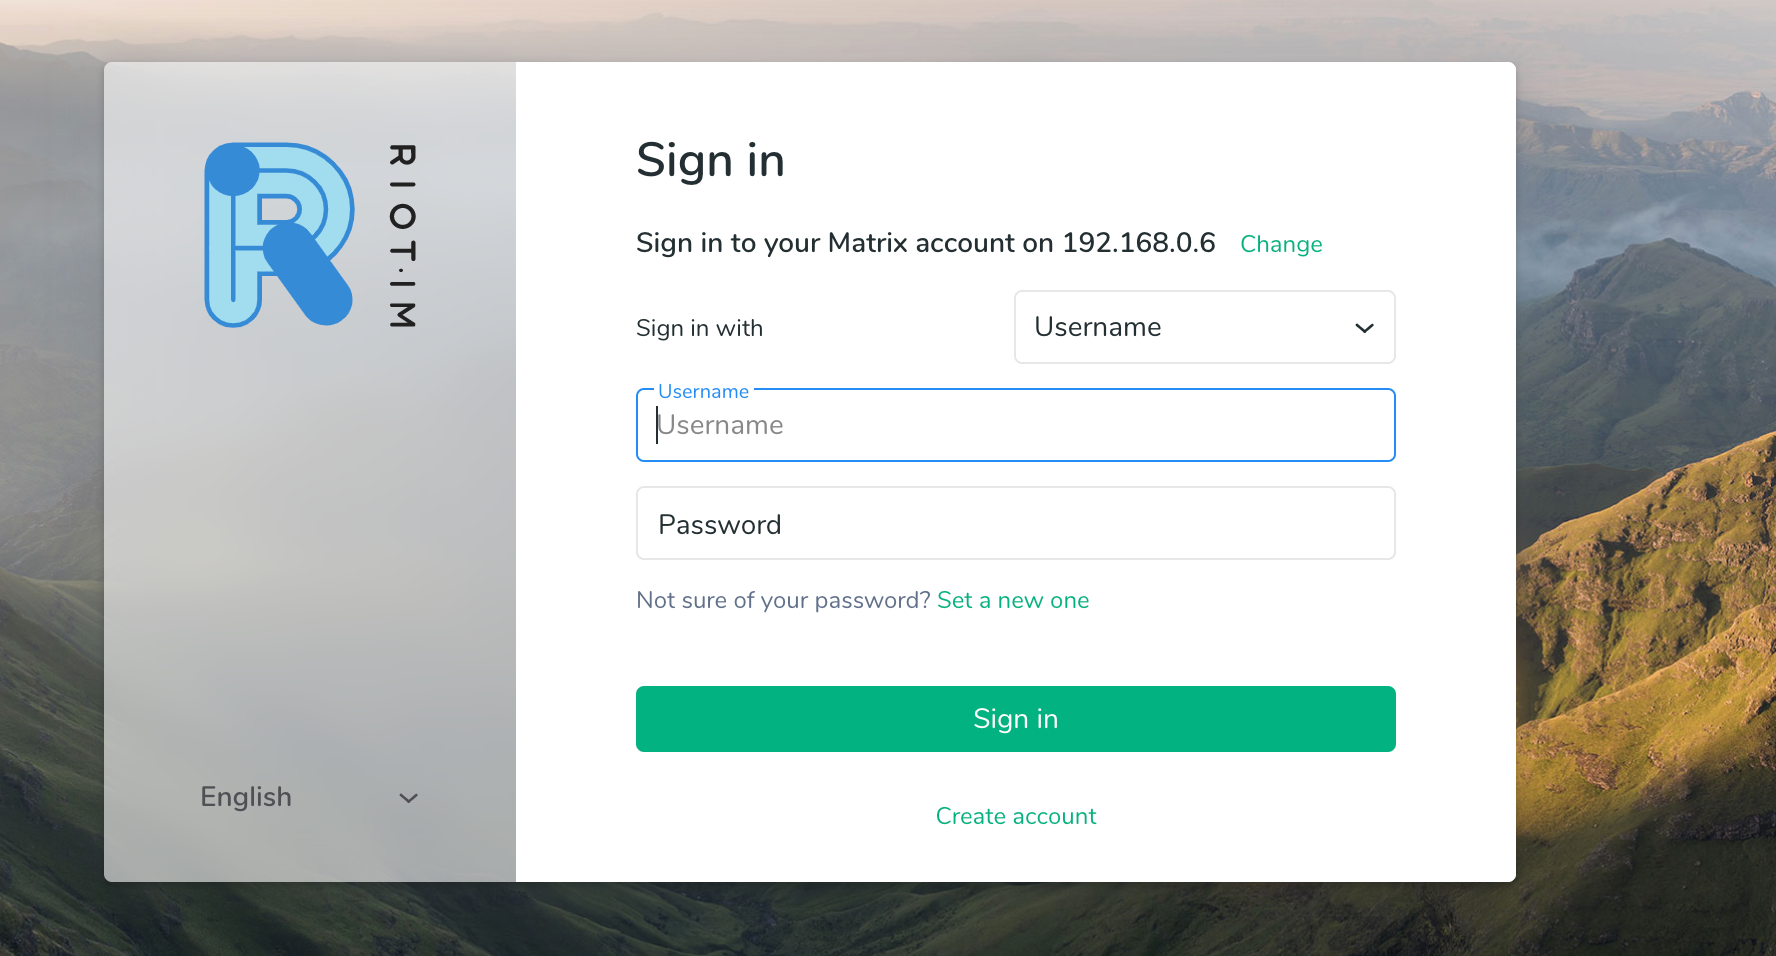 RIOT.IM
Sign in
Sign in to your Matrix account on 192.168.0.6 Change
Sign in with Username
Username
Username
Password
Not sure of your password? Set a new one
Sign in
English
Create account